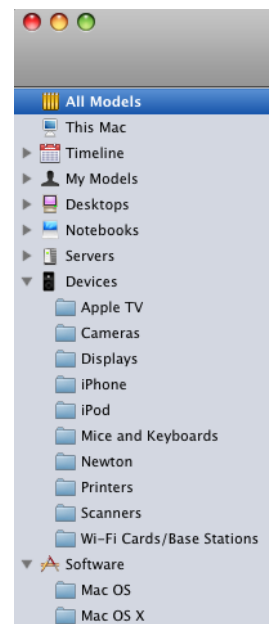 All Models
This Mac
Timeline
My Models
Desktops
Notebooks
Servers
Devices
Apple TV
Cameras
Displays
iPhone
iPod
Mice and Keyboards
Newton
Printers
Scanners
Wi-Fi Cards/Base Stations
Software
Mac OS
Mac OS X